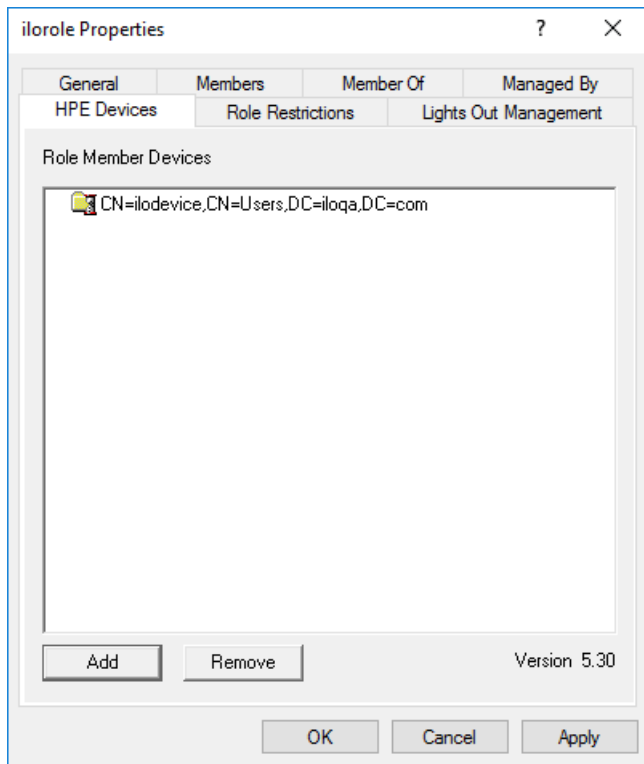 ilorole Properties
? X
General Members Member Of Managed By
HPE Devices Role Restrictions Lights Out Management
Role Member Devices
CN=ilodevice,CN=Users,DC=iloqa,DC=com
Add Remove Version 5.30
OK Cancel Apply